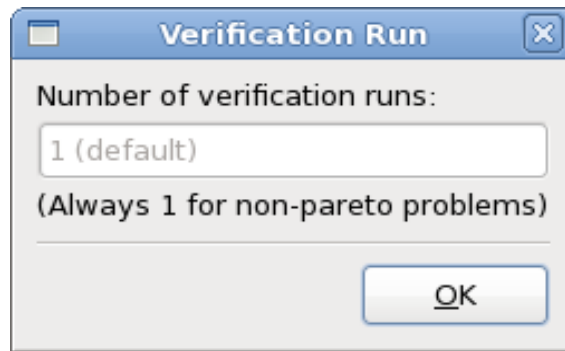 Verification Run
Number of verification runs:
1 (default)
(Always 1 for non-pareto problems)
OK